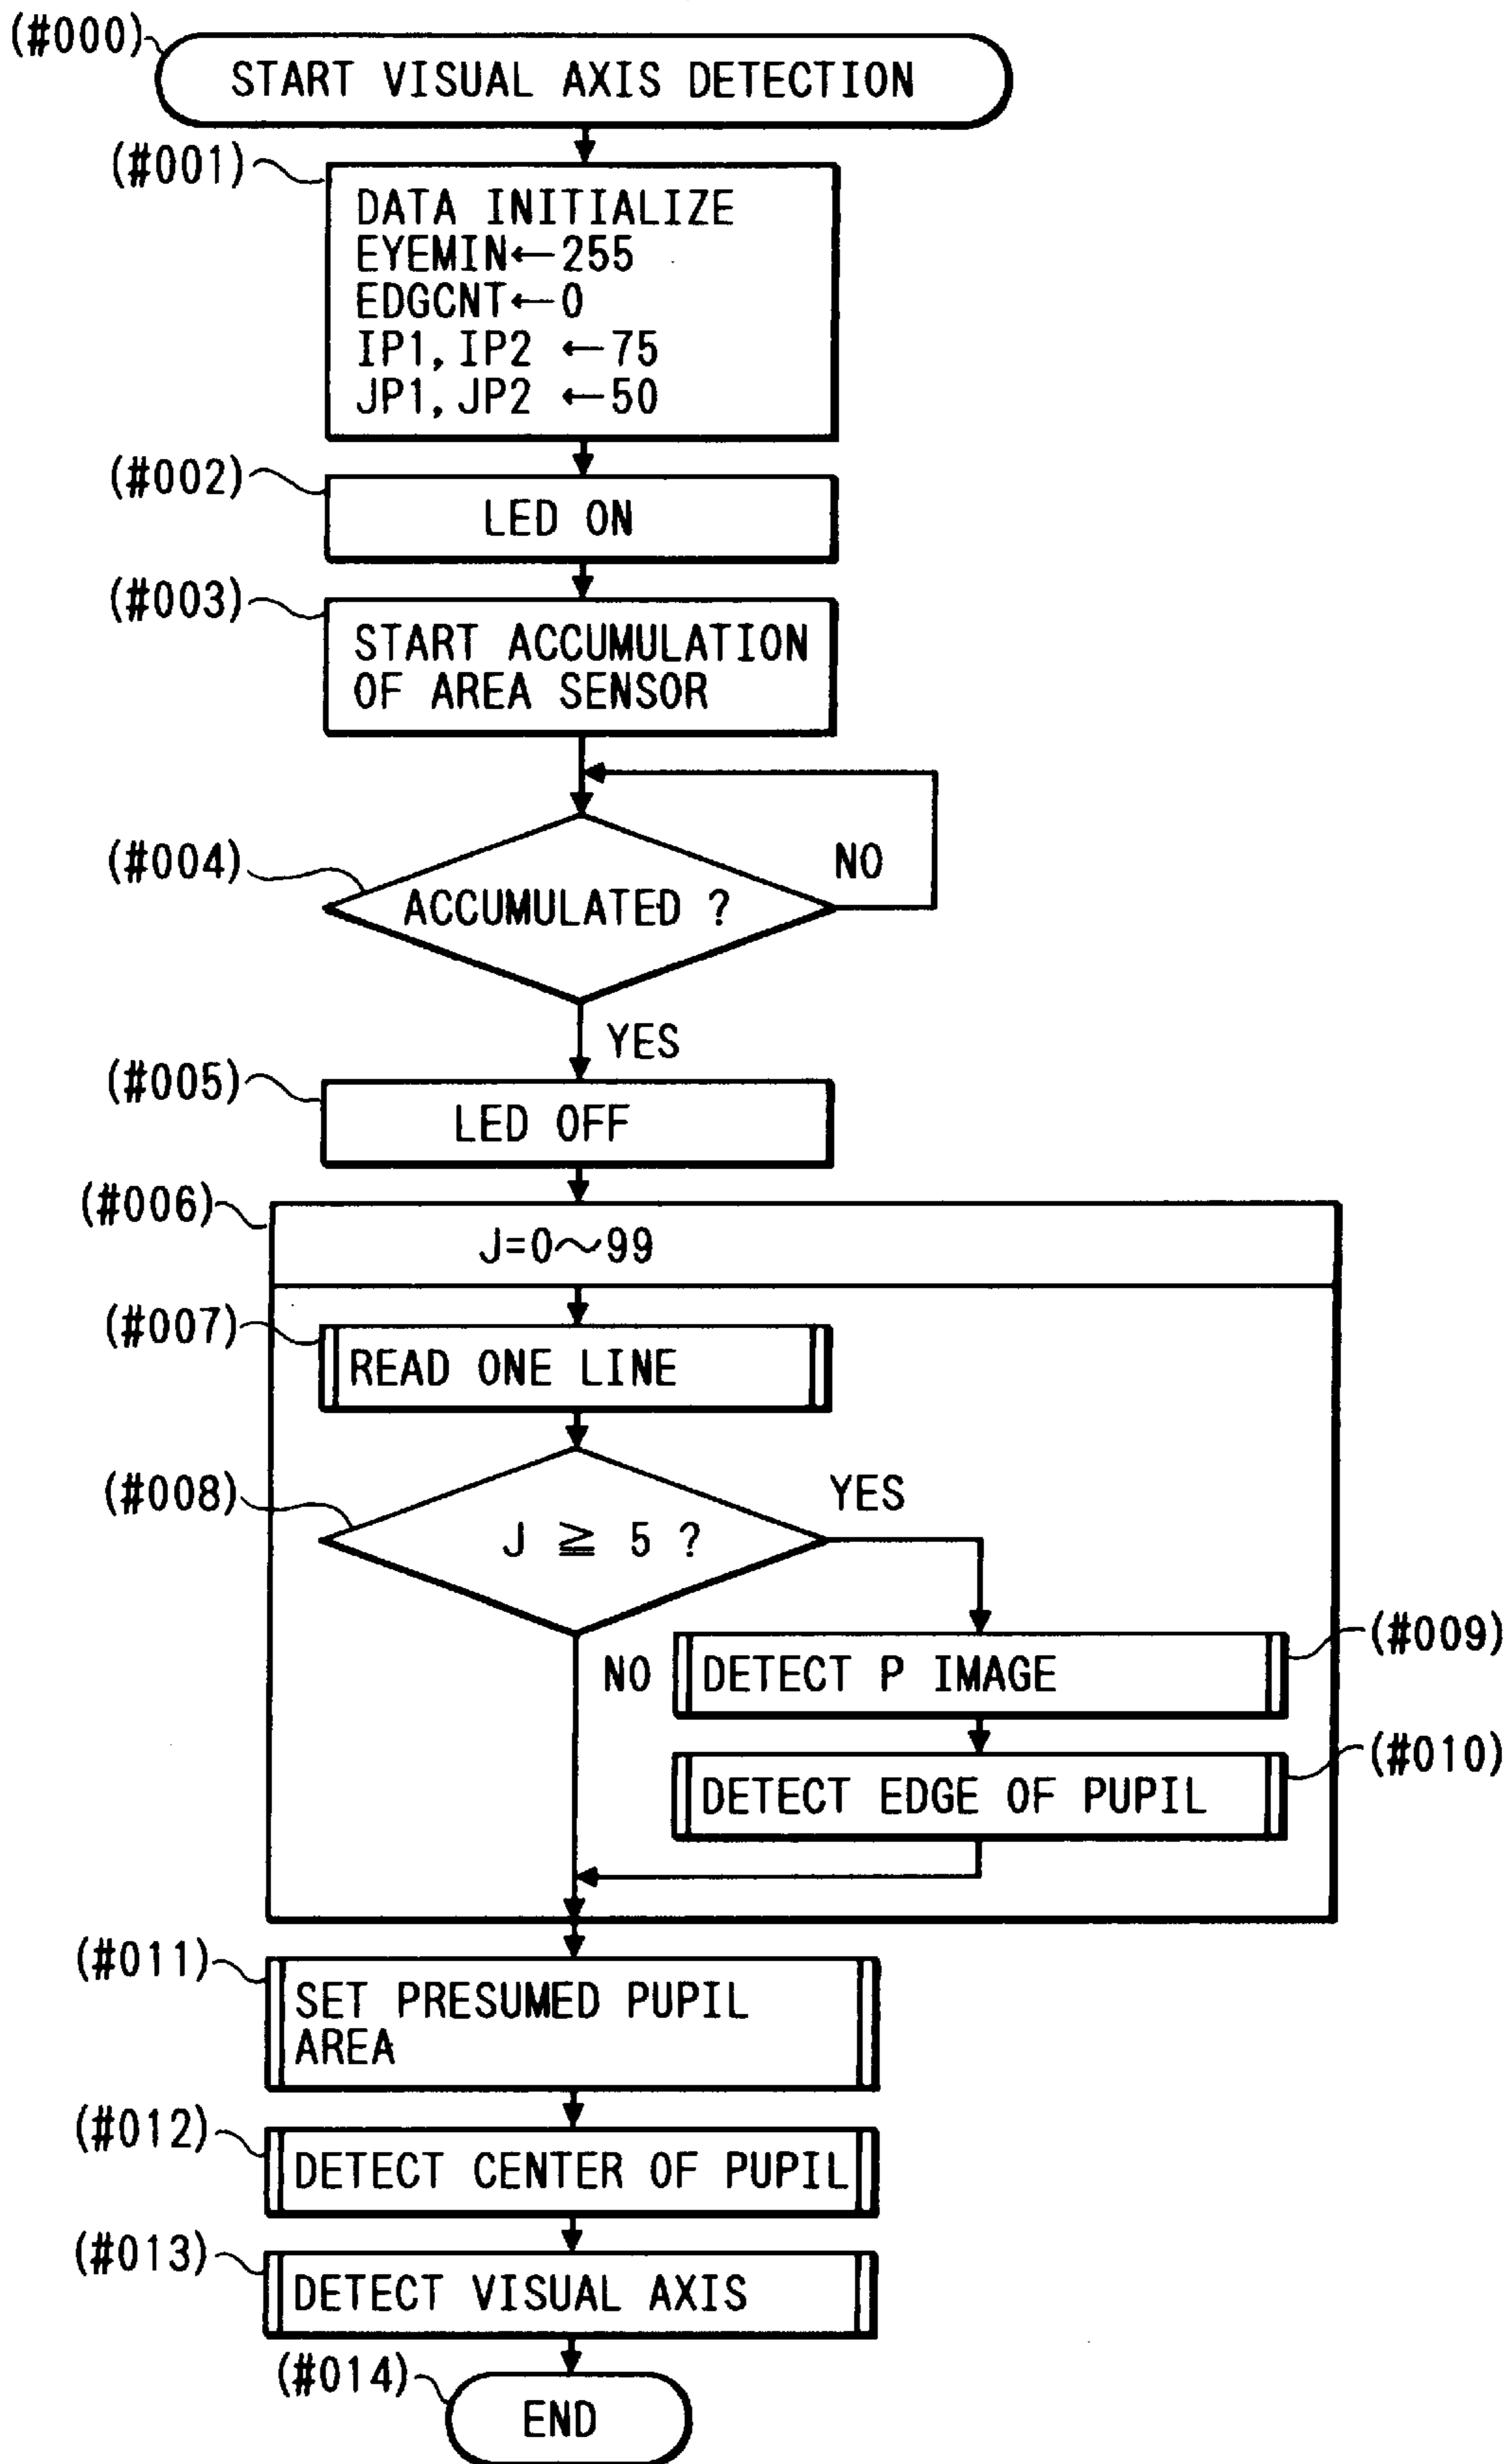 (#000)
START VISUAL AXIS DETECTION
(#001)
DATA INITIALIZE
EYEMIN←255
EDGCNT←0
IP1, IP2 ←75
JP1, JP2 ←50
(#002)
LED ON
(#003)
START ACCUMULATION
OF AREA SENSOR
(#004)
ACCUMULATED ?
NO
YES
(#005)
LED OFF
(#006)
J=0~99
(#007)
READ ONE LINE
(#008)
J ≧ 5 ?
YES
NO
(#009)
DETECT P IMAGE
(#010)
DETECT EDGE OF PUPIL
(#011)
SET PRESUMED PUPIL
AREA
(#012)
DETECT CENTER OF PUPIL
(#013)
DETECT VISUAL AXIS
(#014)
END